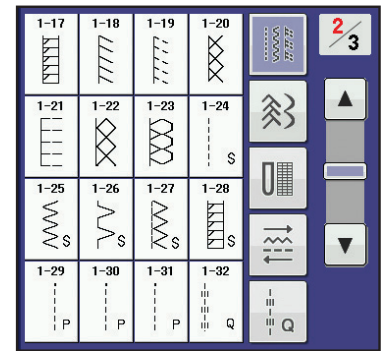 1-17 1-18 1-19 1-20
2/3
1-21 1-22 1-23 1-24
S
1-25 1-26 1-27 1-28
S S S S
1-29 1-30 1-31 1-32
P P P Q
Q